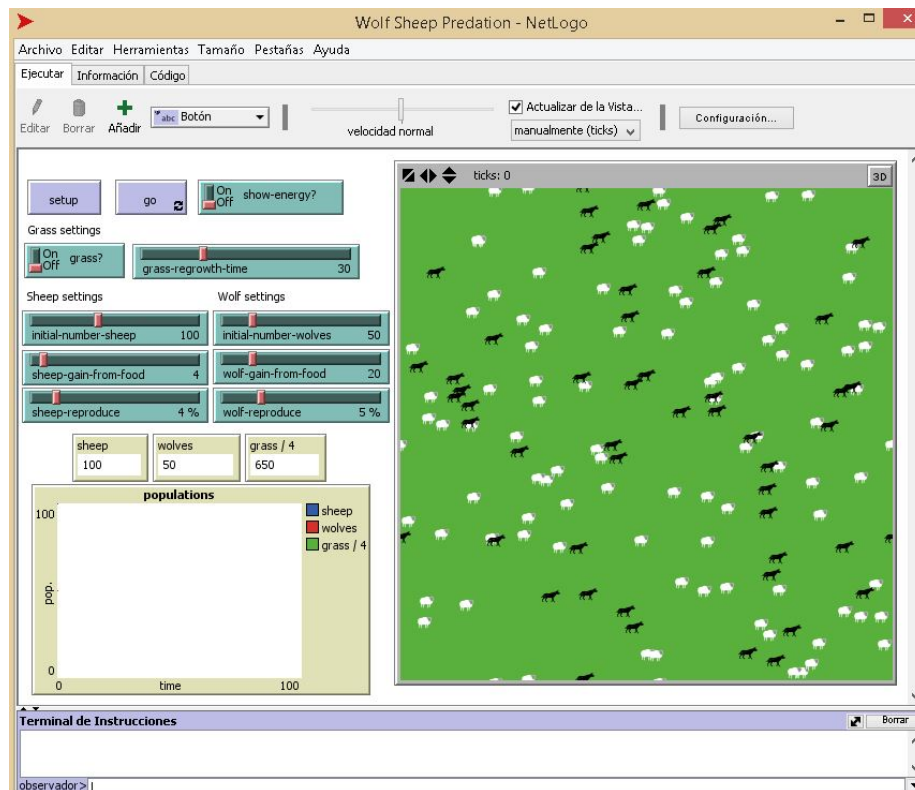 Wolf Sheep Predation - NetLogo
Archivo Editar Herramientas Tamaño Pestañas Ayuda
Ejecutar Información Código
Editar Borrar Añadir abc Botón velocidad normal Actualizar de la Vista... manualmente (ticks) Configuración...
ticks: 0 3D
setup go On Off show-energy?
Grass settings
On Off grass? grass-regrowth-time 30
Sheep settings Wolf settings
initial-number-sheep 100 initial-number-wolves 50
sheep-gain-from-food 4 wolf-gain-from-food 20
sheep-reproduce 4 % wolf-reproduce 5 %
sheep wolves grass / 4
100 50 650
populations
100 sheep
wolves
grass / 4
pop.
0
0 time 100
Terminal de Instrucciones Borrar
observador>